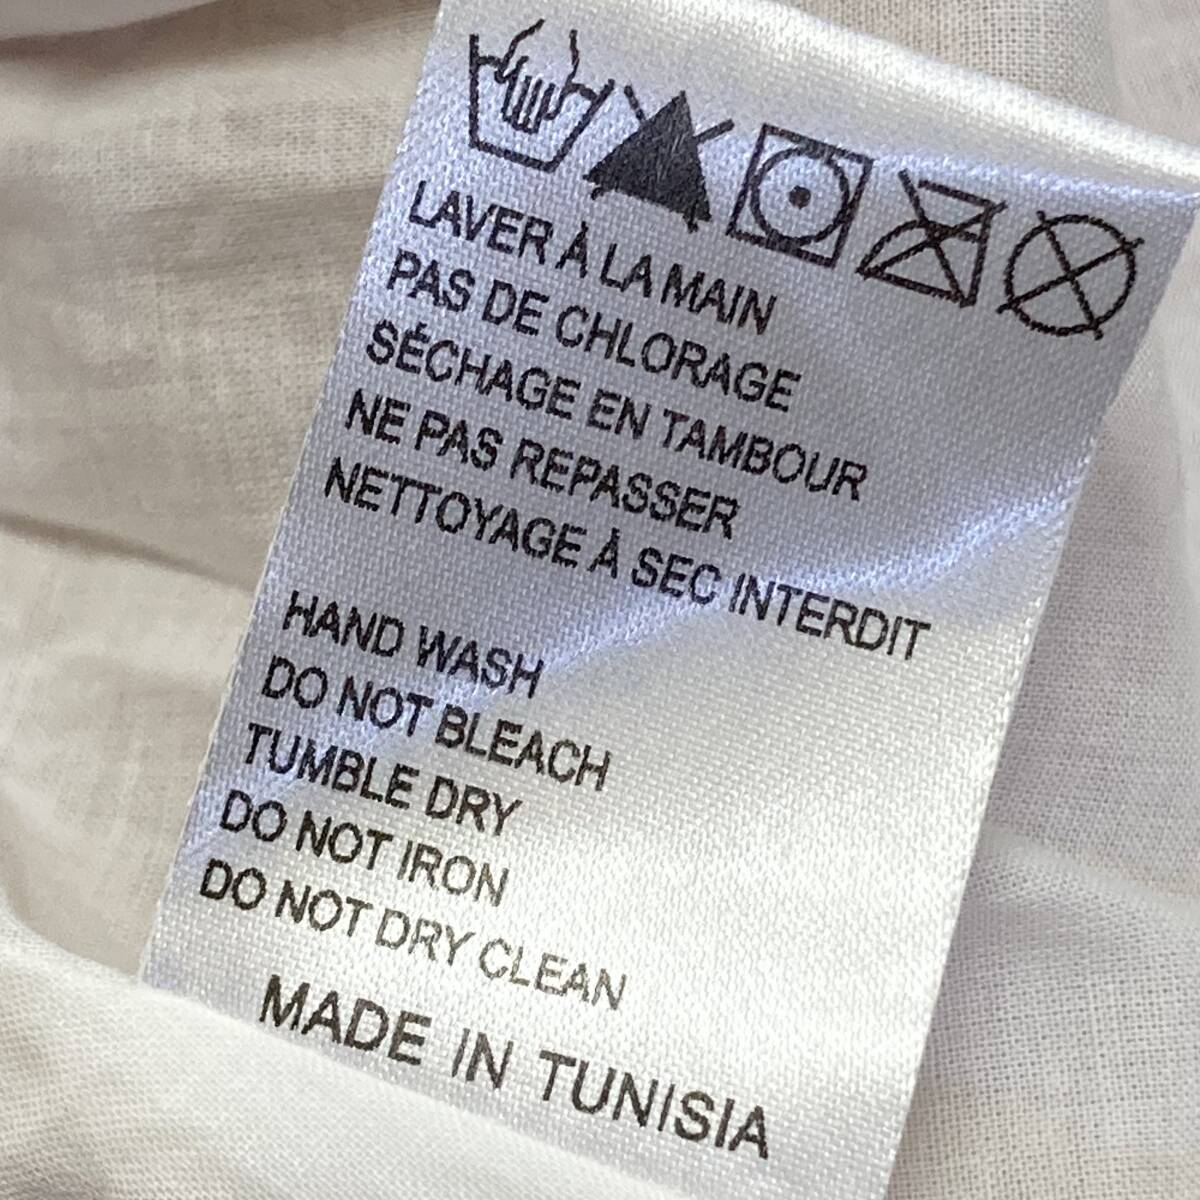 LAVER À LA MAIN
PAS DE CHLORAGE
SÉCHAGE EN TAMBOUR
NE PAS REPASSER
NETTOYAGE À SEC INTERDIT
HAND WASH
DO NOT BLEACH
TUMBLE DRY
DO NOT IRON
DO NOT DRY CLEAN
MADE IN TUNISIA